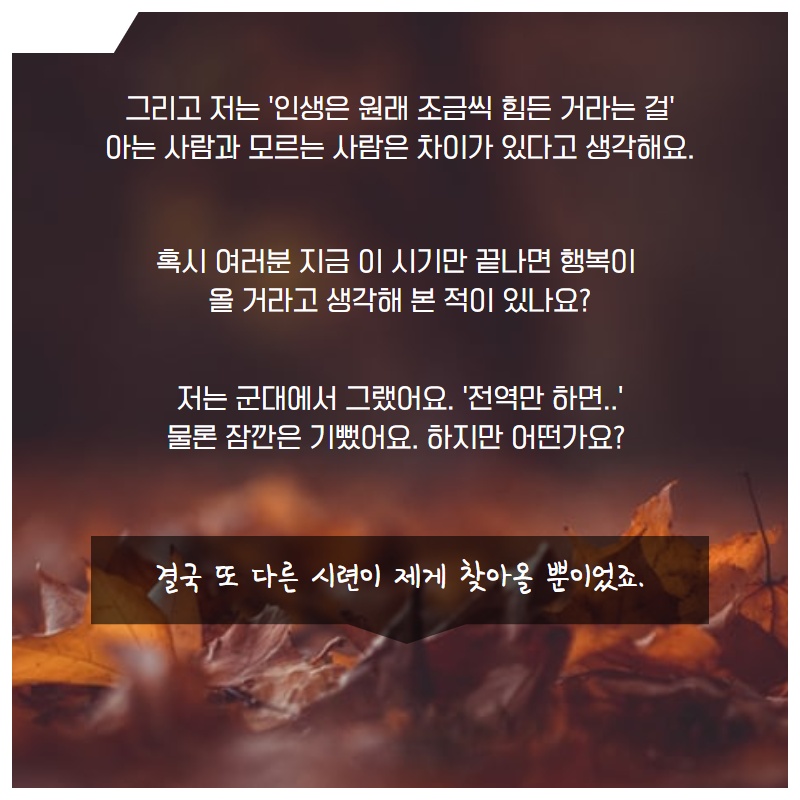 그리고 저는 '인생은 원래 조금씩 힘든 거라는 걸'
아는 사람과 모르는 사람은 차이가 있다고 생각해요.
혹시 여러분 지금 이 시기만 끝나면 행복이
올 거라고 생각해 본 적이 있나요?
저는 군대에서 그랬어요. '전역만 하면..'
물론 잠깐은 기뻤어요. 하지만 어떤가요?
결국 또 다른 시련이 제게 찾아올 뿐이었죠.